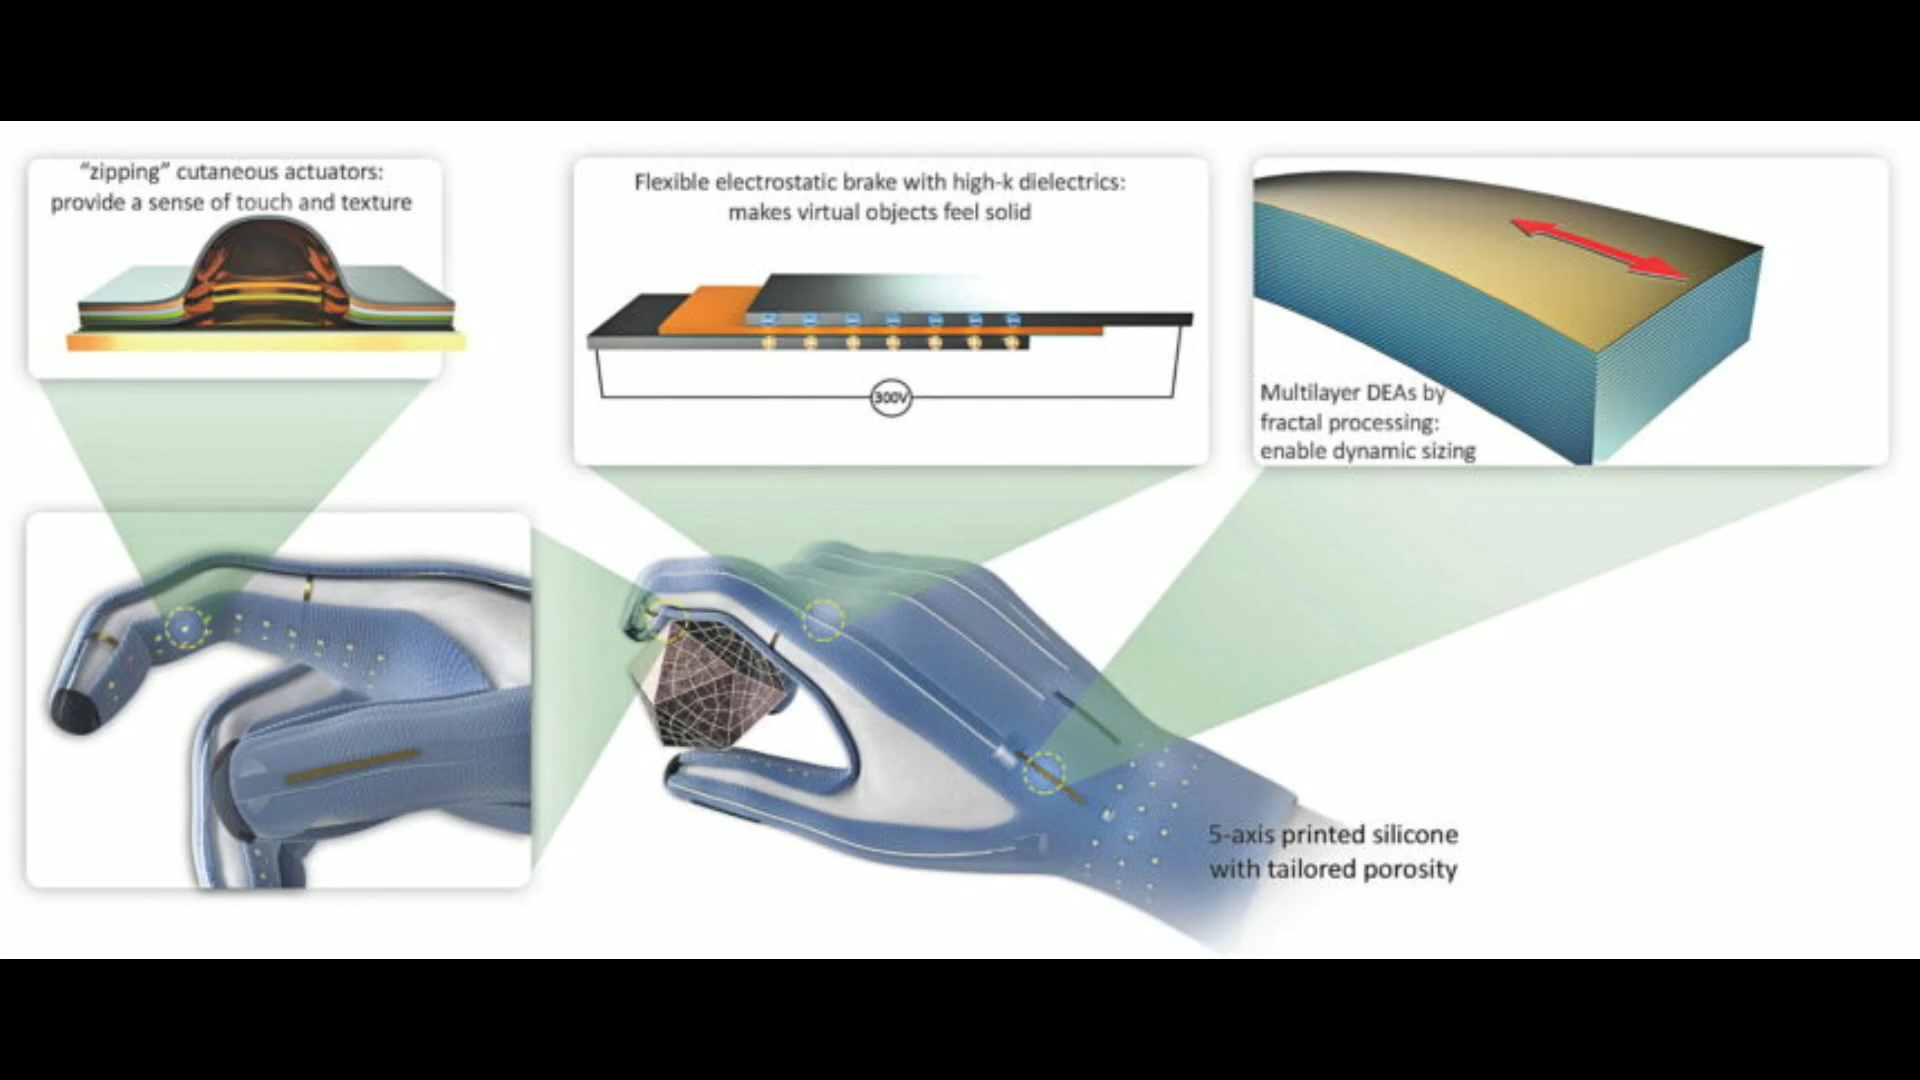 “zipping” cutaneous actuators:
provide a sense of touch and texture
Flexible electrostatic brake with high-k dielectrics:
makes virtual objects feel solid
300V
Multilayer DEAs by
fractal processing:
enable dynamic sizing
5-axis printed silicone
with tailored porosity